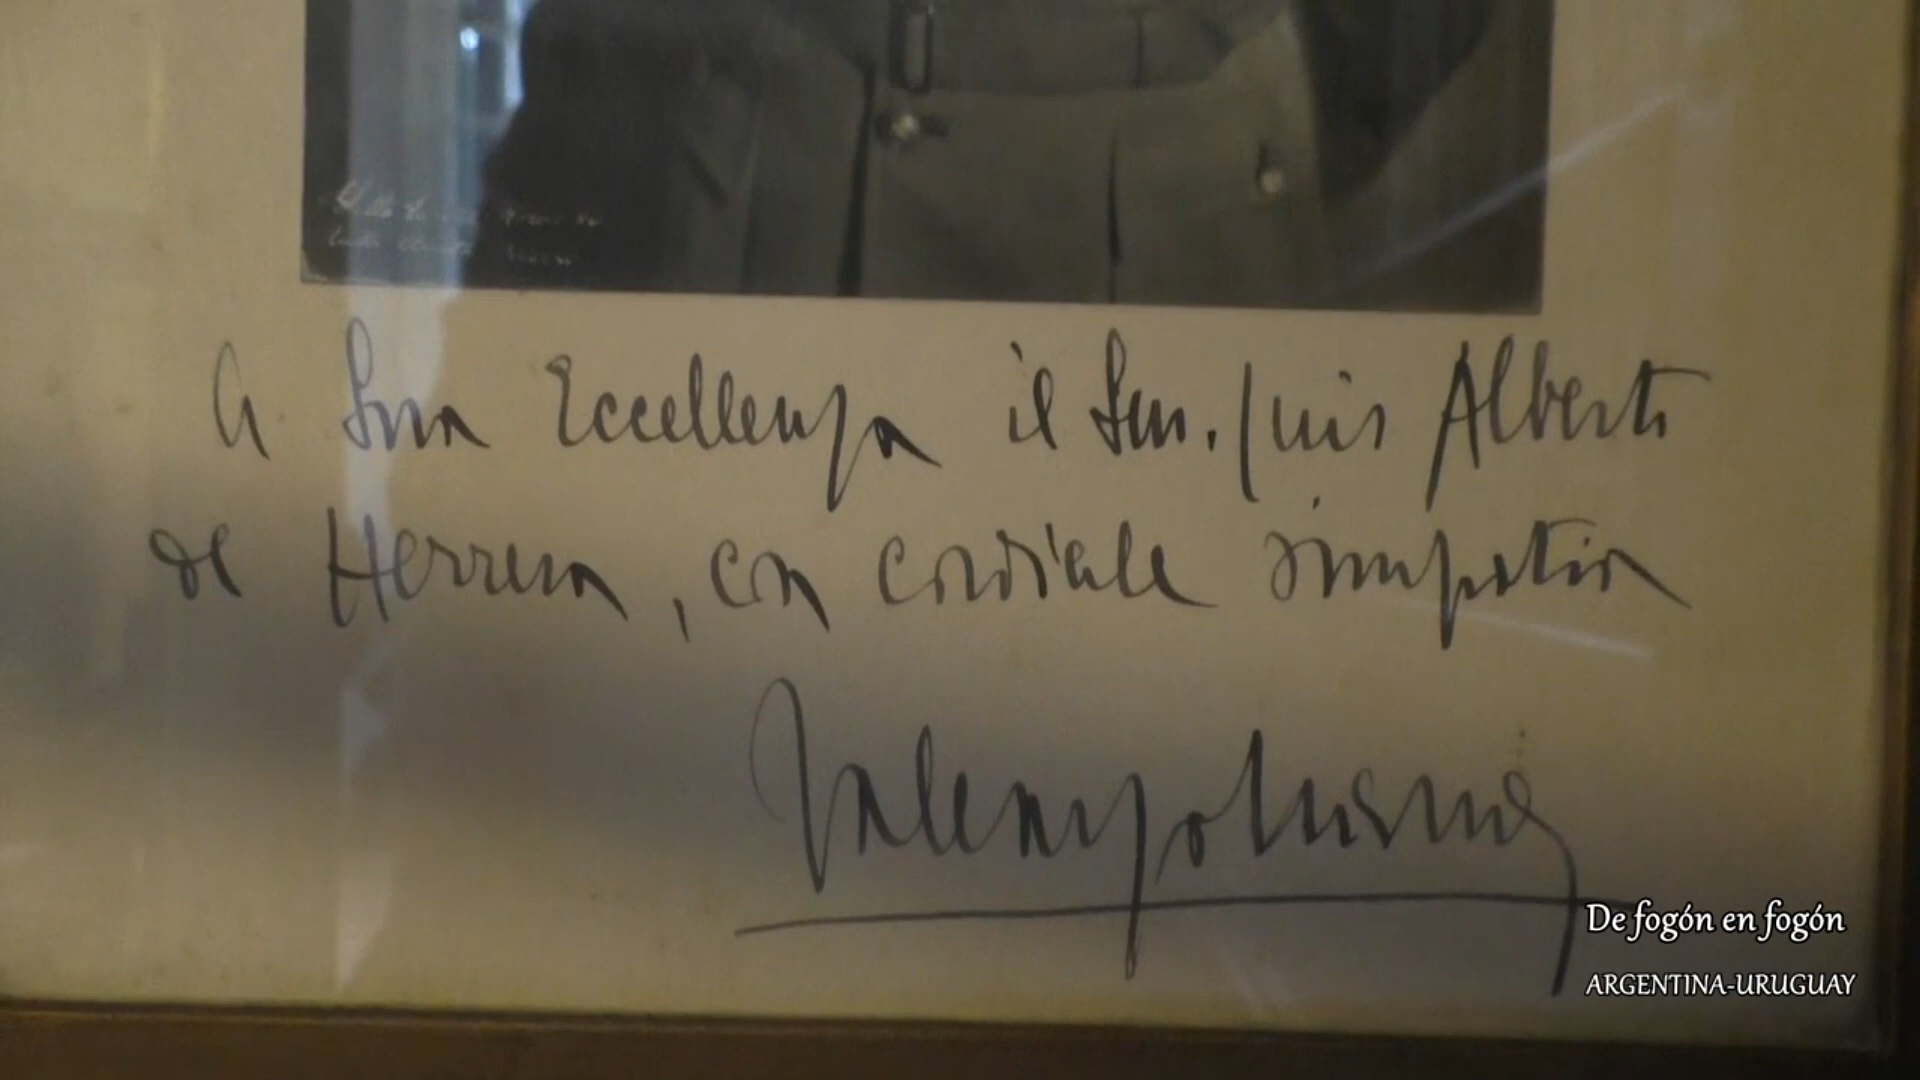 A Sua Eccellenza il Sen. Luis Alberto
de Herrera, con cordiale simpatia
De fogón en fogón
ARGENTINA-URUGUAY